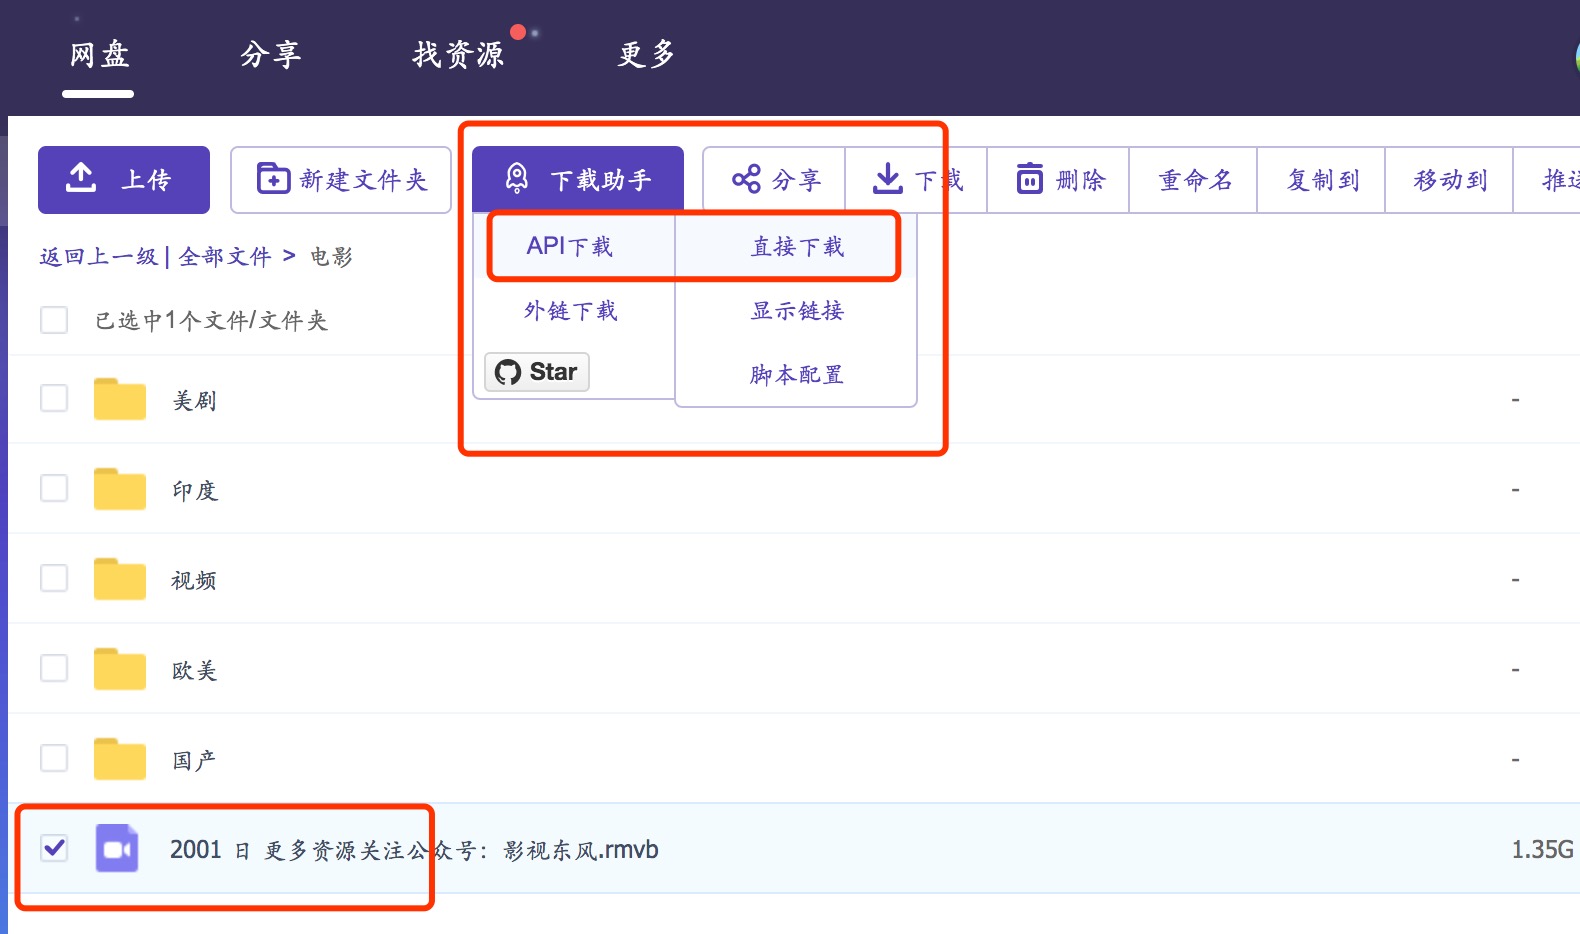 网盘 分享 找资源 更多
上传 新建文件夹 下载助手 分享 下载 删除 重命名 复制到 移动到
API下载 直接下载
返回上一级 | 全部文件 > 电影
外链下载 显示链接
已选中1个文件/文件夹
Star 脚本配置
美剧 -
印度 -
视频 -
欧美 -
国产 -
2001 日 更多资源关注公众号：影视东风.rmvb 1.35G